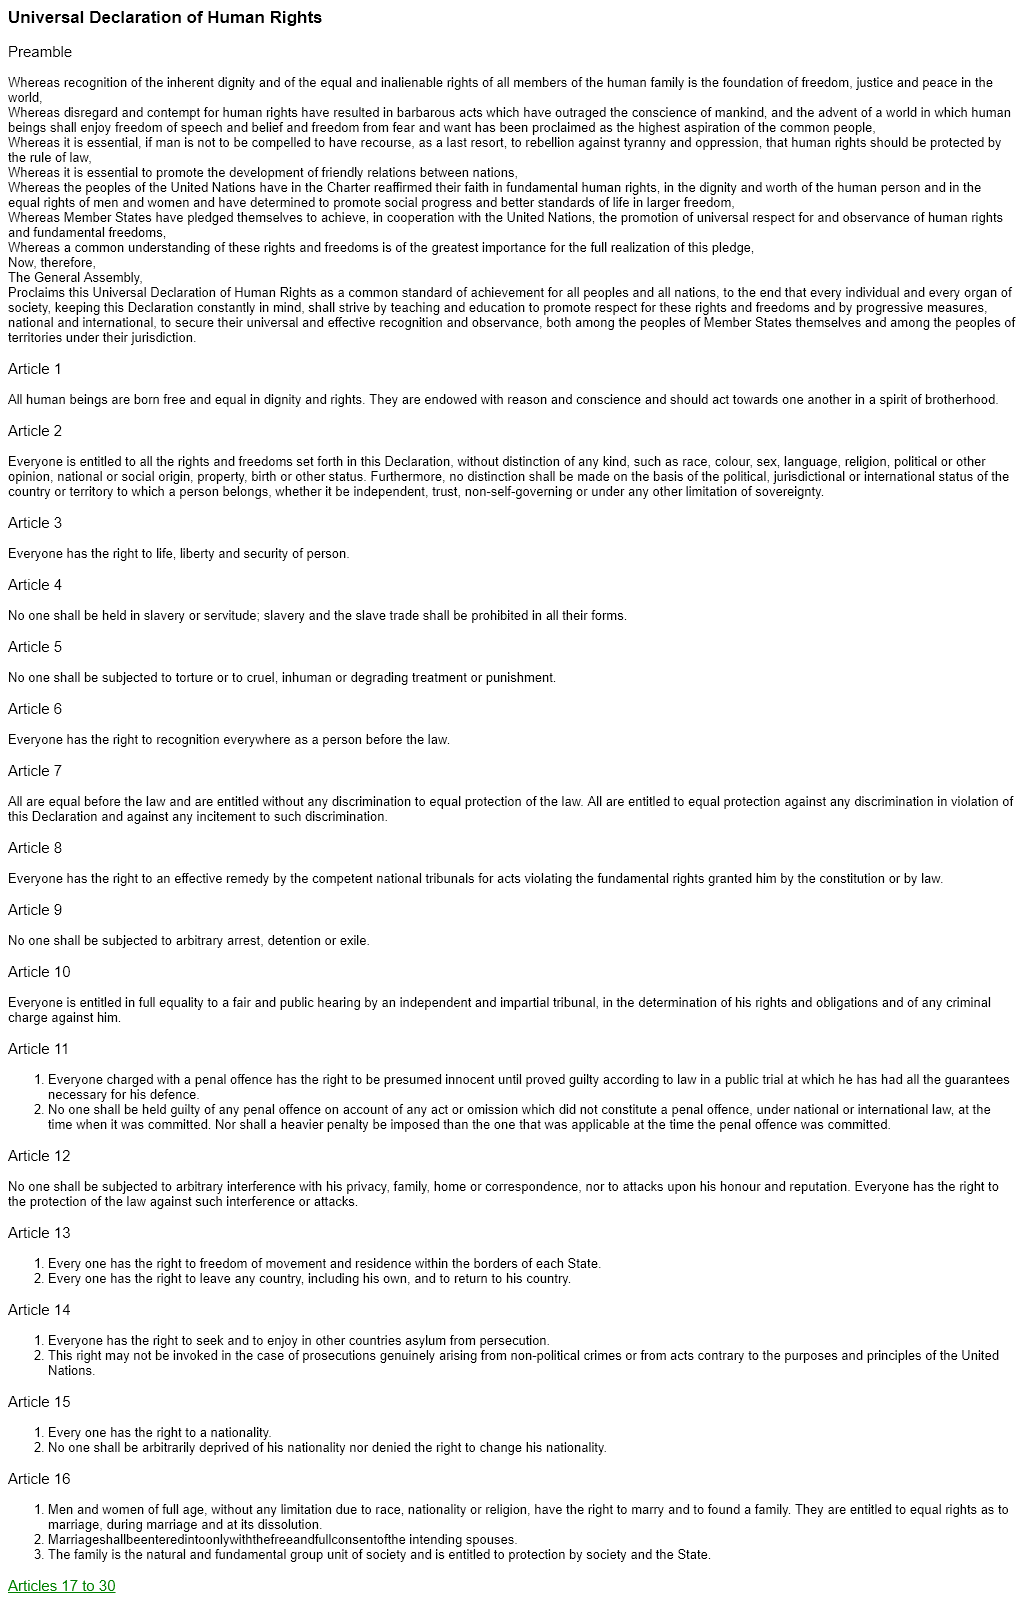 Universal Declaration of Human Rights
Preamble
Whereas recognition of the inherent dignity and of the equal and inalienable rights of all members of the human family is the foundation of freedom, justice and peace in the
world,
Whereas disregard and contempt for human rights have resulted in barbarous acts which have outraged the conscience of mankind, and the advent of a world in which human
beings shall enjoy freedom of speech and belief and freedom from fear and want has been proclaimed as the highest aspiration of the common people,
Whereas it is essential, if man is not to be compelled to have recourse, as a last resort, to rebellion against tyranny and oppression, that human rights should be protected by
the rule of law,
Whereas it is essential to promote the development of friendly relations between nations,
Whereas the peoples of the United Nations have in the Charter reaffirmed their faith in fundamental human rights, in the dignity and worth of the human person and in the
equal rights of men and women and have determined to promote social progress and better standards of life in larger freedom,
Whereas Member States have pledged themselves to achieve, in cooperation with the United Nations, the promotion of universal respect for and observance of human rights
and fundamental freedoms,
Whereas a common understanding of these rights and freedoms is of the greatest importance for the full realization of this pledge,
Now, therefore,
The General Assembly,
Proclaims this Universal Declaration of Human Rights as a common standard of achievement for all peoples and all nations, to the end that every individual and every organ of
society, keeping this Declaration constantly in mind, shall strive by teaching and education to promote respect for these rights and freedoms and by progressive measures,
national and international, to secure their universal and effective recognition and observance, both among the peoples of Member States themselves and among the peoples of
territories under their jurisdiction.
Article 1
All human beings are born free and equal in dignity and rights. They are endowed with reason and conscience and should act towards one another in a spirit of brotherhood.
Article 2
Everyone is entitled to all the rights and freedoms set forth in this Declaration, without distinction of any kind, such as race, colour, sex, language, religion, political or other
opinion, national or social origin, property, birth or other status. Furthermore, no distinction shall be made on the basis of the political, jurisdictional or international status of the
country or territory to which a person belongs, whether it be independent, trust, non-self-governing or under any other limitation of sovereignty.
Article 3
Everyone has the right to life, liberty and security of person.
Article 4
No one shall be held in slavery or servitude; slavery and the slave trade shall be prohibited in all their forms.
Article 5
No one shall be subjected to torture or to cruel, inhuman or degrading treatment or punishment.
Article 6
Everyone has the right to recognition everywhere as a person before the law.
Article 7
All are equal before the law and are entitled without any discrimination to equal protection of the law. All are entitled to equal protection against any discrimination in violation of
this Declaration and against any incitement to such discrimination.
Article 8
Everyone has the right to an effective remedy by the competent national tribunals for acts violating the fundamental rights granted him by the constitution or by law.
Article 9
No one shall be subjected to arbitrary arrest, detention or exile.
Article 10
Everyone is entitled in full equality to a fair and public hearing by an independent and impartial tribunal, in the determination of his rights and obligations and of any criminal
charge against him.
Article 11
1. Everyone charged with a penal offence has the right to be presumed innocent until proved guilty according to law in a public trial at which he has had all the guarantees
necessary for his defence.
2. No one shall be held guilty of any penal offence on account of any act or omission which did not constitute a penal offence, under national or international law, at the
time when it was committed. Nor shall a heavier penalty be imposed than the one that was applicable at the time the penal offence was committed.
Article 12
No one shall be subjected to arbitrary interference with his privacy, family, home or correspondence, nor to attacks upon his honour and reputation. Everyone has the right to
the protection of the law against such interference or attacks.
Article 13
1. Every one has the right to freedom of movement and residence within the borders of each State.
2. Every one has the right to leave any country, including his own, and to return to his country.
Article 14
1. Everyone has the right to seek and to enjoy in other countries asylum from persecution.
2. This right may not be invoked in the case of prosecutions genuinely arising from non-political crimes or from acts contrary to the purposes and principles of the United
Nations.
Article 15
1. Every one has the right to a nationality.
2. No one shall be arbitrarily deprived of his nationality nor denied the right to change his nationality.
Article 16
1. Men and women of full age, without any limitation due to race, nationality or religion, have the right to marry and to found a family. They are entitled to equal rights as to
marriage, during marriage and at its dissolution.
2. Marriageshallbeenteredintoonlywiththefreeandfullconsentofthe intending spouses.
3. The family is the natural and fundamental group unit of society and is entitled to protection by society and the State.
Articles 17 to 30